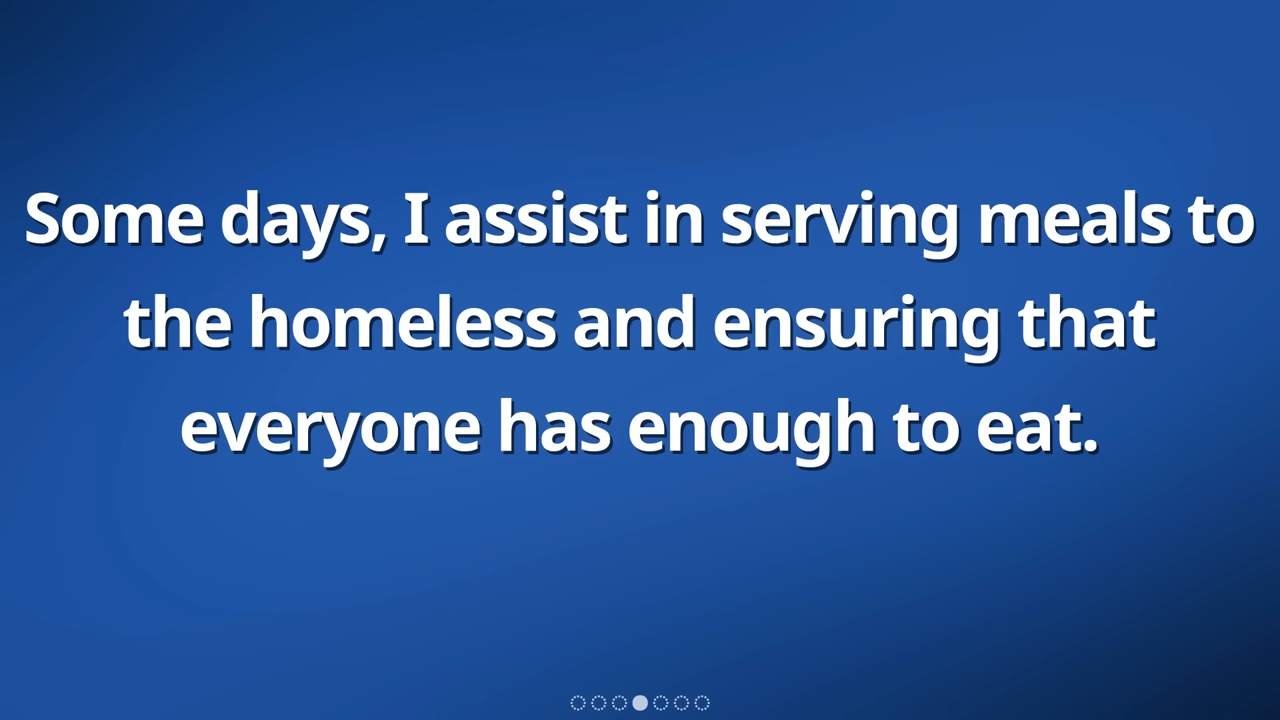 Some days, I assist in serving meals to
the homeless and ensuring that
everyone has enough to eat.